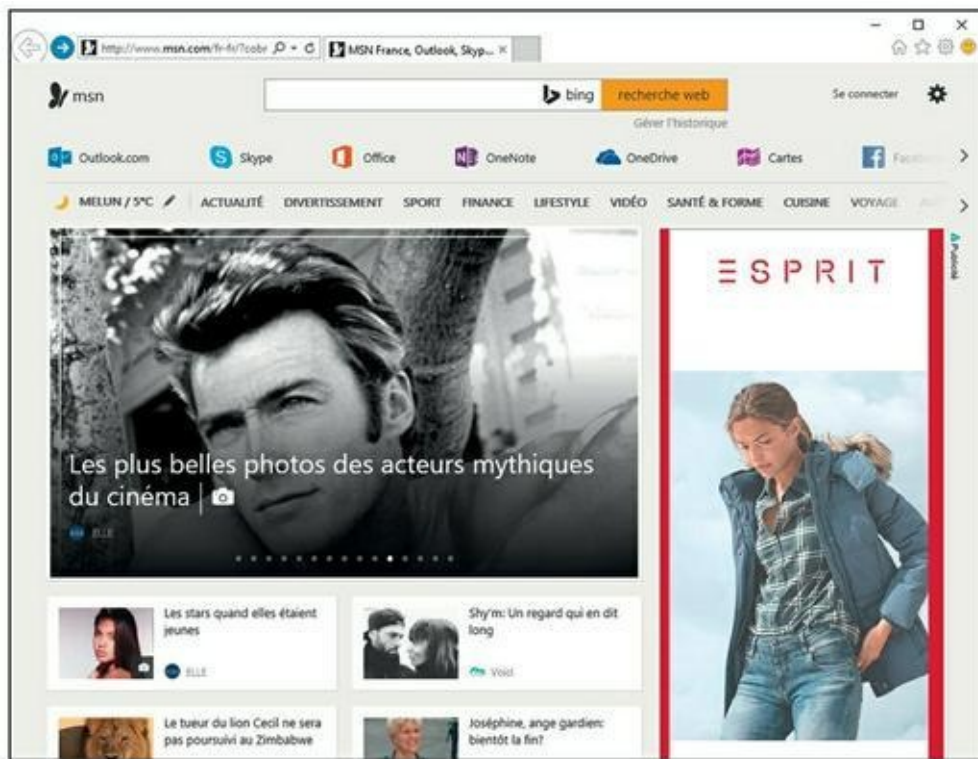 http://www.msn.com/fr-fr/?cobr
MSN France, Outlook, Skyp...
msn
bing
recherche web
Se connecter
Gérer l'historique
Outlook.com
Skype
Office
OneNote
OneDrive
Cartes
MELUN / 5°C
ACTUALITÉ
DIVERTISSEMENT
SPORT
FINANCE
LIFESTYLE
VIDÉO
SANTÉ & FORME
CUISINE
VOYAGE
Publicité
ESPRIT
Les plus belles photos des acteurs mythiques
du cinéma
ELLE
Les stars quand elles étaient
jeunes
ELLE
Shy'm: Un regard qui en dit
long
Voici
Le tueur du lion Cecil ne sera
pas poursuivi au Zimbabwe
Joséphine, ange gardien:
bientôt la fin?